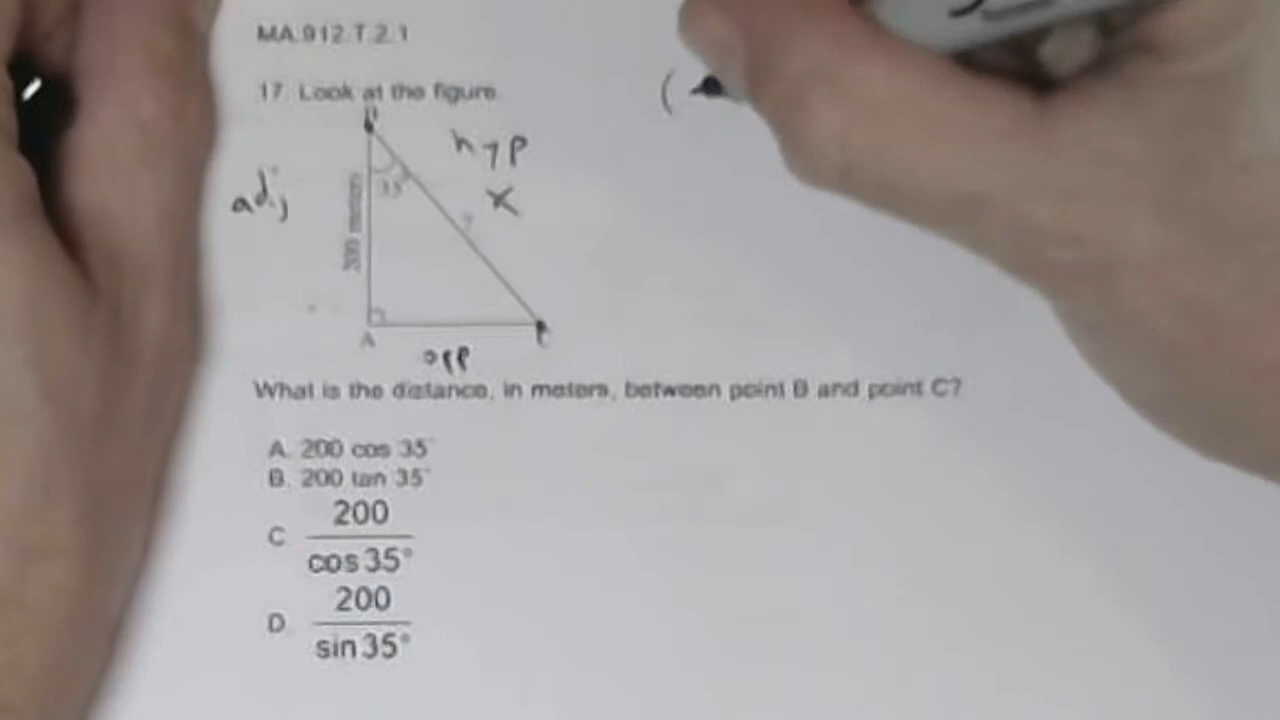 MA.912.T.2.1
17. Look at the figure.
hyp
35°
x
adj
200 meters
?
A
C
opp
What is the distance, in meters, between point B and point C?
A. 200 cos 35°
B. 200 tan 35°
C. 200
cos 35°
D. 200
sin 35°